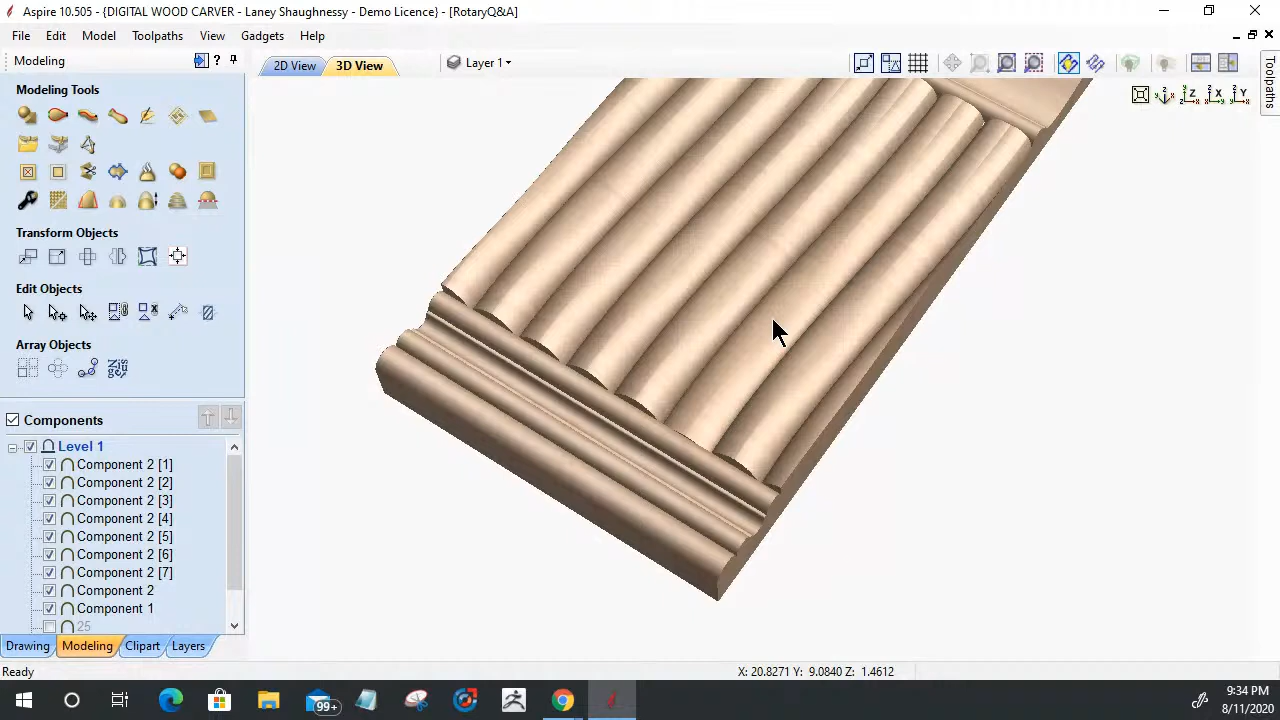 Aspire 10.505 - {DIGITAL WOOD CARVER - Laney Shaughnessy - Demo Licence} - [RotaryQ&A]
File Edit Model Toolpaths View Gadgets Help
Modeling
2D View 3D View Layer 1
Toolpaths
Z X Y
Modeling Tools
Transform Objects
Edit Objects
Array Objects
Components
Level 1
Component 2 [1]
Component 2 [2]
Component 2 [3]
Component 2 [4]
Component 2 [5]
Component 2 [6]
Component 2 [7]
Component 2
Component 1
25
Drawing Modeling Clipart Layers
Ready X: 20.8271 Y: 9.0840 Z: 1.4612
99+
9:34 PM
8/11/2020